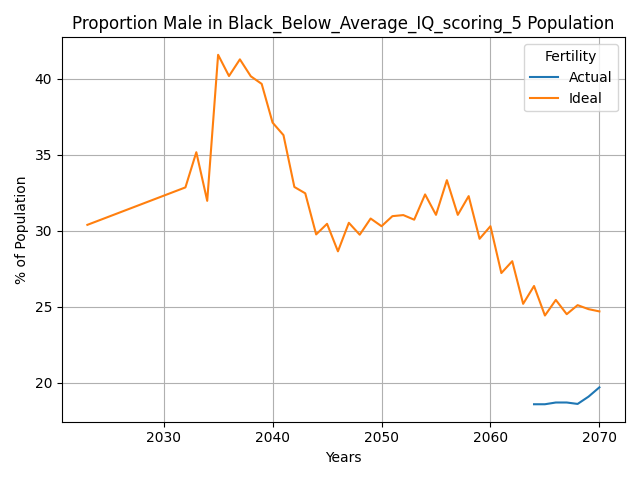 Proportion Male in Black_Below_Average_IQ_scoring_5 Population
Fertility
Actual
Ideal
% of Population
40
35
30
25
20
2030
2040
2050
2060
2070
Years